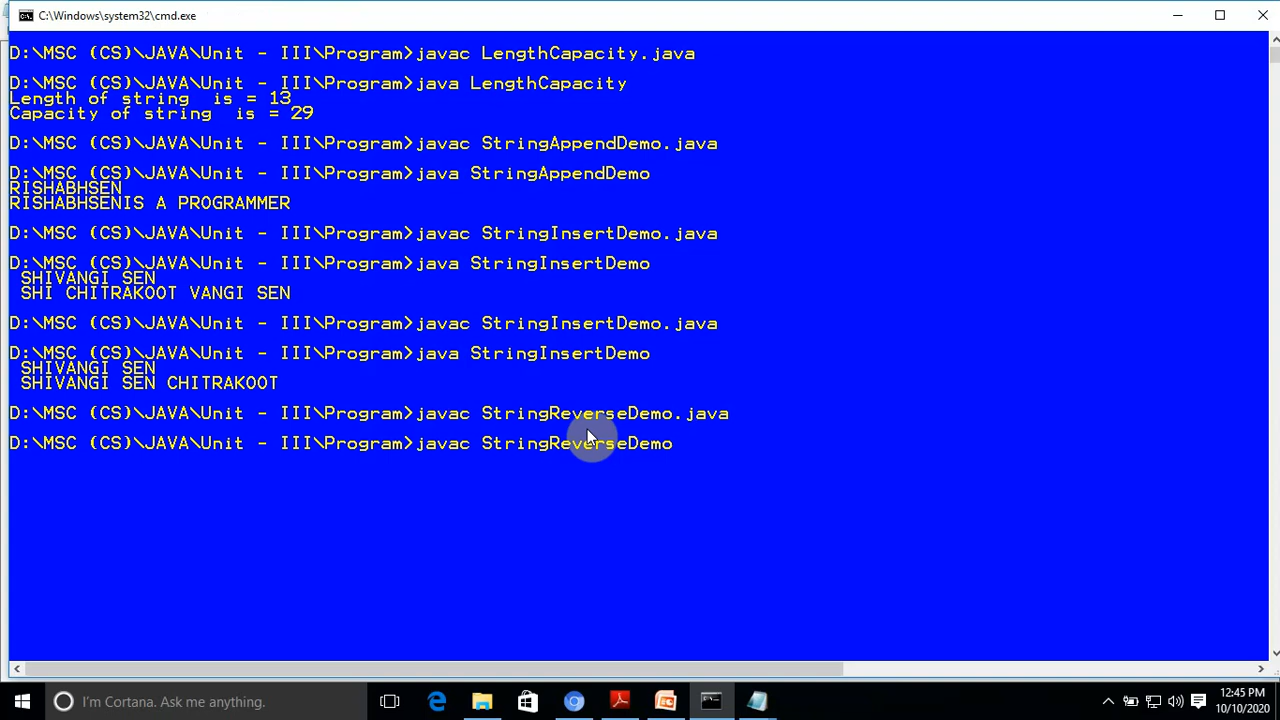 C:\Windows\system32\cmd.exe
D:\MSC (CS)\JAVA\Unit - III\Program>javac LengthCapacity.java
D:\MSC (CS)\JAVA\Unit - III\Program>java LengthCapacity
Length of string  is = 13
Capacity of string  is = 29
D:\MSC (CS)\JAVA\Unit - III\Program>javac StringAppendDemo.java
D:\MSC (CS)\JAVA\Unit - III\Program>java StringAppendDemo
RISHABHSEN
RISHABHSENIS A PROGRAMMER
D:\MSC (CS)\JAVA\Unit - III\Program>javac StringInsertDemo.java
D:\MSC (CS)\JAVA\Unit - III\Program>java StringInsertDemo
 SHIVANGI SEN
 SHI CHITRAKOOT VANGI SEN
D:\MSC (CS)\JAVA\Unit - III\Program>javac StringInsertDemo.java
D:\MSC (CS)\JAVA\Unit - III\Program>java StringInsertDemo
 SHIVANGI SEN
 SHIVANGI SEN CHITRAKOOT
D:\MSC (CS)\JAVA\Unit - III\Program>javac StringReverseDemo.java
D:\MSC (CS)\JAVA\Unit - III\Program>javac StringReverseDemo
I'm Cortana. Ask me anything.
12:45 PM
10/10/2020